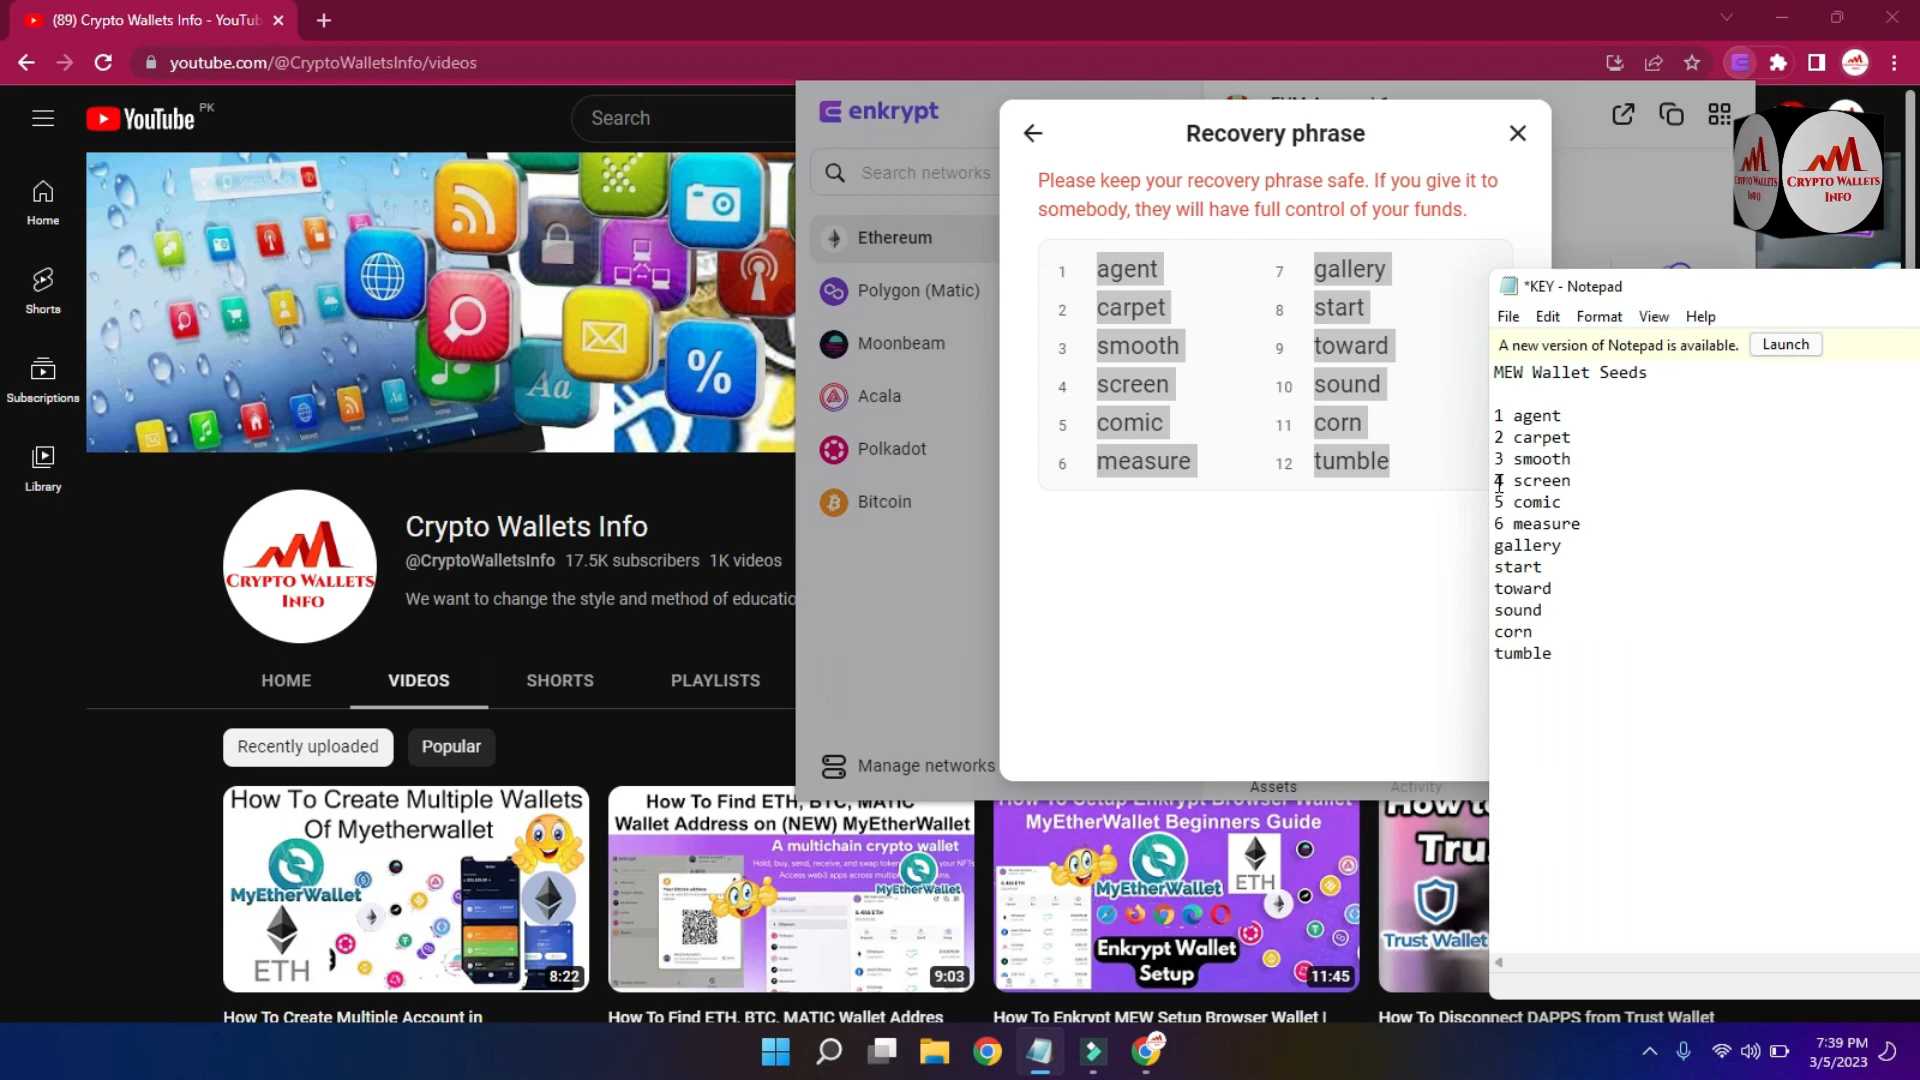 (89) Crypto Wallets Info - YouTub
youtube.com/@CryptoWalletsInfo/videos
YouTube PK
Search
Home
Shorts
Subscriptions
Library
Aa
%
Crypto Wallets Info
@CryptoWalletsInfo 17.5K subscribers 1K videos
We want to change the style and method of educatio
CRYPTO WALLETS
INFO
HOME
VIDEOS
SHORTS
PLAYLISTS
Recently uploaded
Popular
enkrypt
Search networks
Ethereum
Polygon (Matic)
Moonbeam
Acala
Polkadot
Bitcoin
Manage networks
Recovery phrase
Please keep your recovery phrase safe. If you give it to
somebody, they will have full control of your funds.
1 agent
2 carpet
3 smooth
4 screen
5 comic
6 measure
7 gallery
8 start
9 toward
10 sound
11 corn
12 tumble
Assets
Activity
CRYPTO WALLETS
INFO
*KEY - Notepad
File Edit Format View Help
A new version of Notepad is available. Launch
MEW Wallet Seeds
1 agent
2 carpet
3 smooth
4 screen
5 comic
6 measure
gallery
start
toward
sound
corn
tumble
How To Create Multiple Wallets
Of Myetherwallet
MyEtherWallet
ETH
8:22
How To Create Multiple Account in
How To Find ETH, BTC, MATIC
Wallet Address on (NEW) MyEtherWallet
A multichain crypto wallet
MyEtherWallet
9:03
How To Find ETH, BTC, MATIC Wallet Addres
How To Setup Enkrypt Browser Wallet
MyEtherWallet Beginners Guide
MyEtherWallet
ETH
Enkrypt Wallet
Setup
11:45
How To Enkrypt MEW Setup Browser Wallet |
Trust Wallet
How To Disconnect DAPPS from Trust Wallet
7:39 PM
3/5/2023